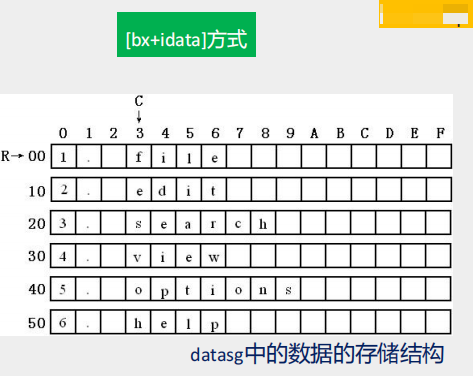 [bx+idata]方式
C
↓
0 1 2 3 4 5 6 7 8 9 A B C D E F
R→00 1 . f i l e
10 2 . e d i t
20 3 . s e a r c h
30 4 . v i e w
40 5 . o p t i o n s
50 6 . h e l p
datasg中的数据的存储结构